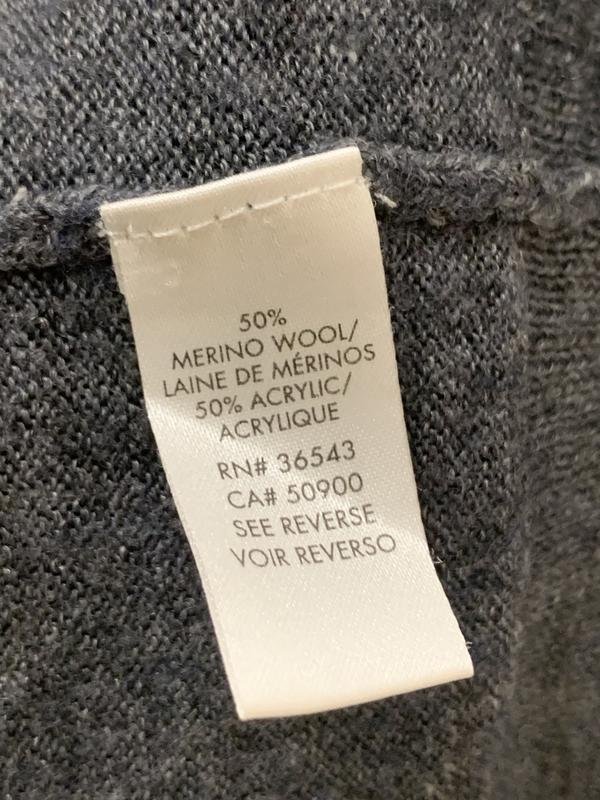 50%
MERINO WOOL/
LAINE DE MÉRINOS
50% ACRYLIC/
ACRYLIQUE
RN# 36543
CA# 50900
SEE REVERSE
VOIR REVERSO